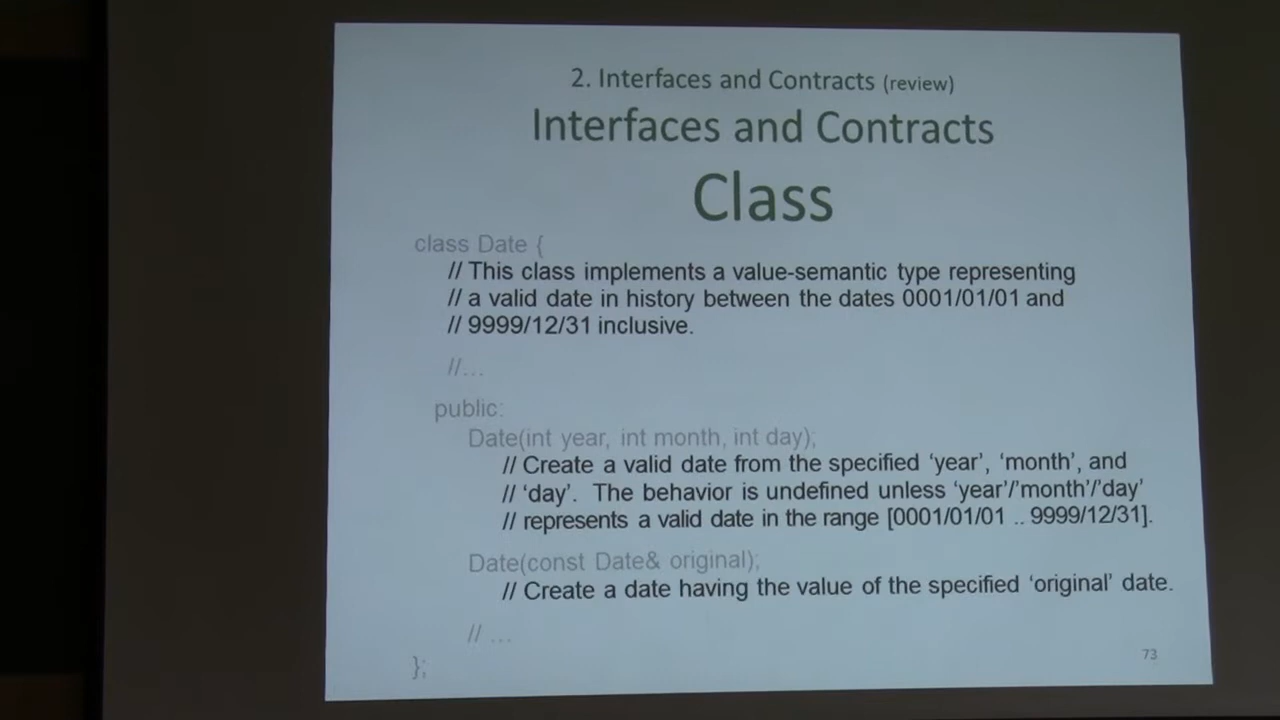 2. Interfaces and Contracts (review)
Interfaces and Contracts
Class
class Date {
// This class implements a value-semantic type representing
// a valid date in history between the dates 0001/01/01 and
// 9999/12/31 inclusive.
//…
public:
Date(int year, int month, int day);
// Create a valid date from the specified ‘year’, ‘month’, and
// ‘day’.  The behavior is undefined unless ‘year’/’month’/’day’
// represents a valid date in the range [0001/01/01 .. 9999/12/31].
Date(const Date& original);
// Create a date having the value of the specified ‘original’ date.
// …
};
73